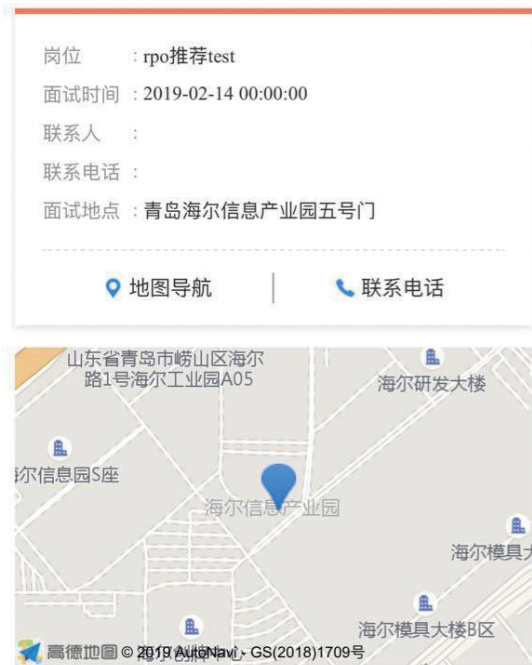 岗位 : rpo推荐test
面试时间 : 2019-02-14 00:00:00
联系人 :
联系电话 :
面试地点 : 青岛海尔信息产业园五号门
地图导航
联系电话
山东省青岛市崂山区海尔
路1号海尔工业园A05
海尔研发大楼
尔信息园S座
海尔信息产业园
海尔模具大
海尔模具大楼B区
高德地图 © 2019 AutoNavi - GS(2018)1709号